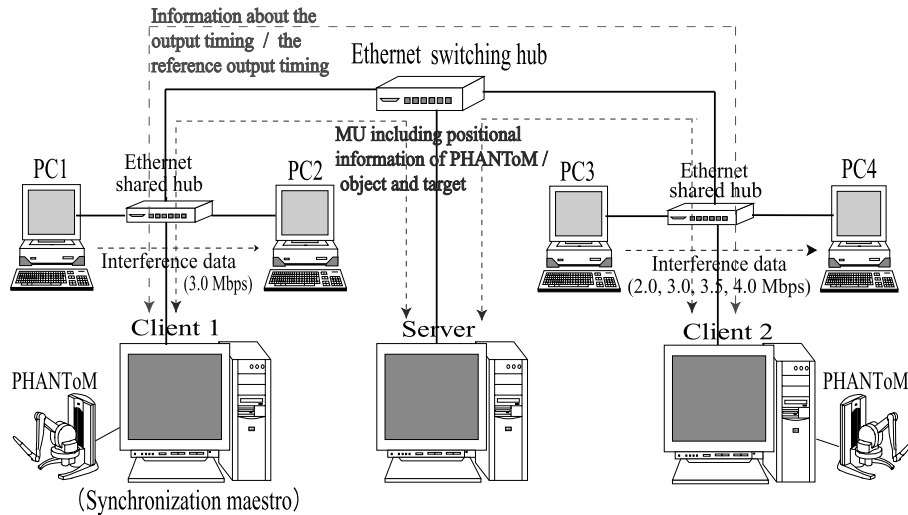 Information about the
output timing / the
reference output timing
Ethernet switching hub
MU including positional
information of PHANToM /
object and target
PC1
Ethernet
shared hub
PC2
PC3
Ethernet
shared hub
PC4
Interference data
(3.0 Mbps)
Interference data
(2.0, 3.0, 3.5, 4.0 Mbps)
Client 1
Server
Client 2
PHANToM
PHANToM
(Synchronization maestro)